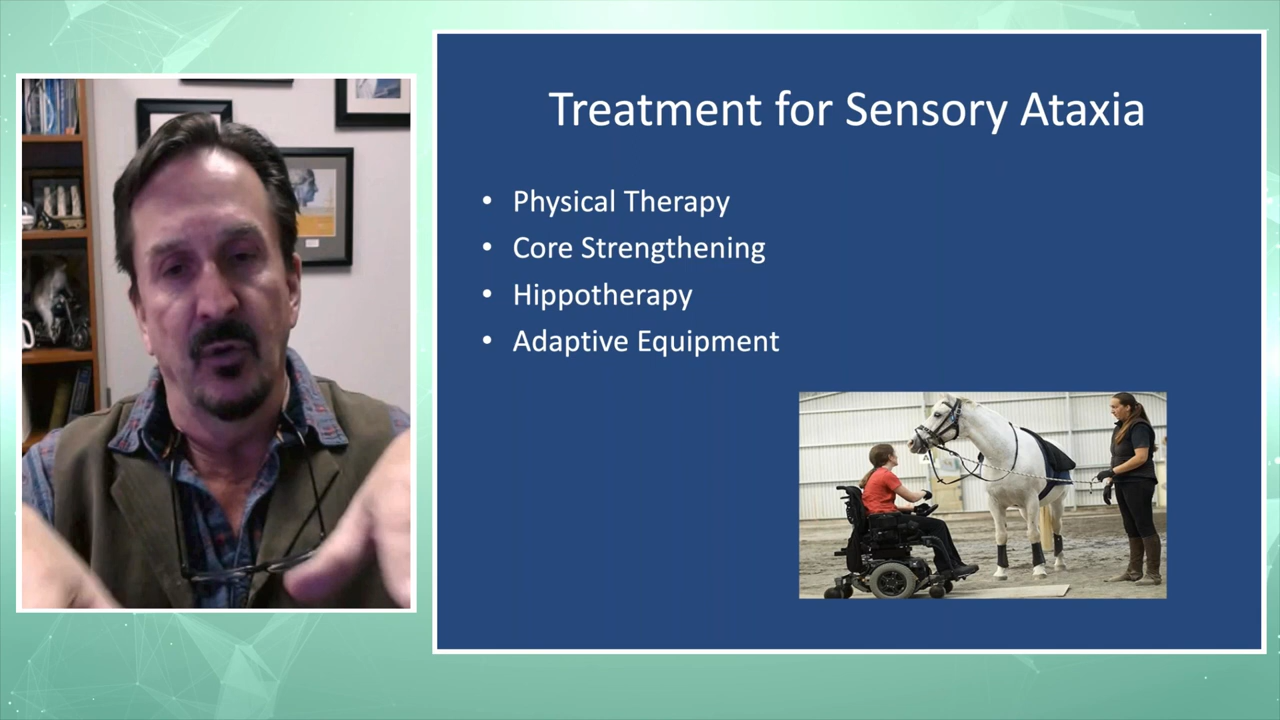 Treatment for Sensory Ataxia
• Physical Therapy
• Core Strengthening
• Hippotherapy
• Adaptive Equipment